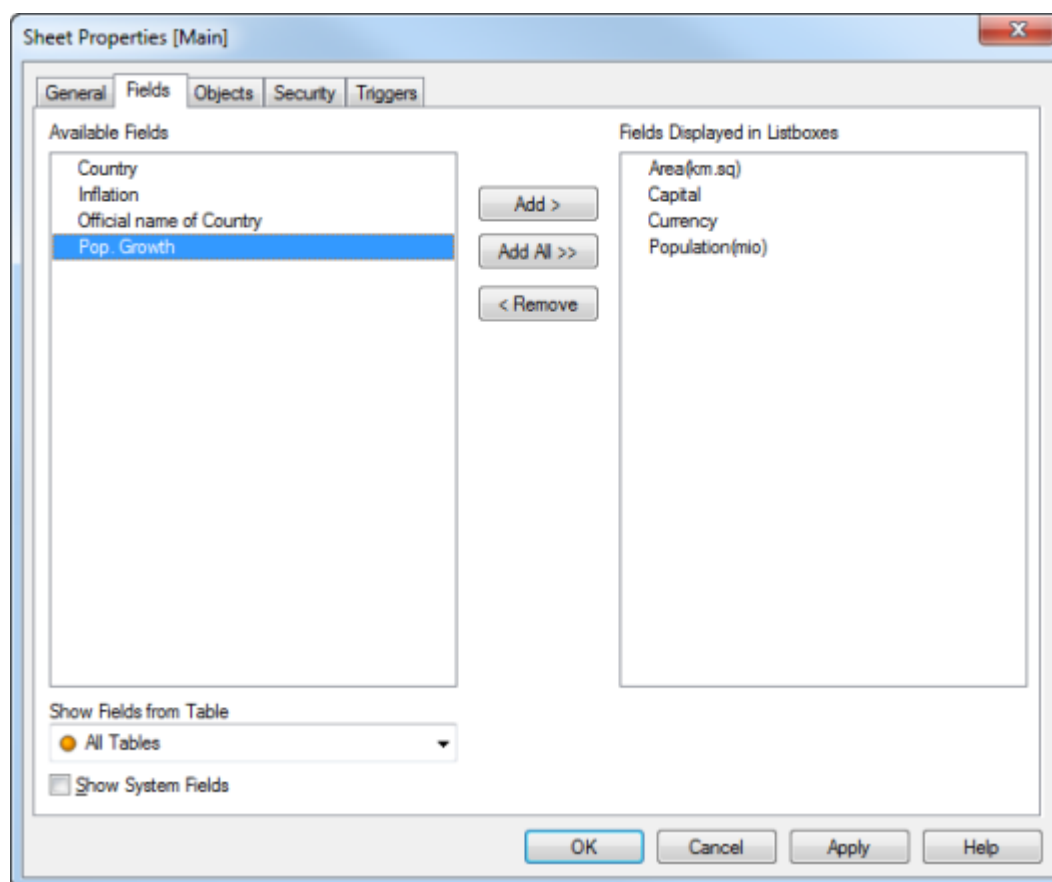 Sheet Properties [Main]
General Fields Objects Security Triggers
Available Fields
Country
Inflation
Official name of Country
Pop. Growth
Add >
Add All >>
< Remove
Fields Displayed in Listboxes
Area(km.sq)
Capital
Currency
Population(mio)
Show Fields from Table
All Tables
Show System Fields
OK Cancel Apply Help